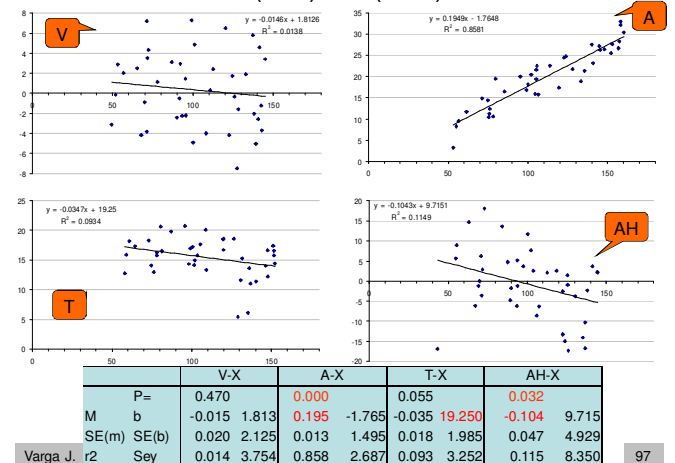 V
y = -0.0146x + 1.8126
R² = 0.0138
8
6
4
2
0
-2
-4
-6
-8
0 50 100 150
A
y = 0.1949x - 1.7648
R² = 0.8581
35
30
25
20
15
10
5
0
0 50 100 150
T
y = -0.0347x + 19.25
R² = 0.0934
25
20
15
10
5
0
0 50 100 150
AH
y = -0.1043x + 9.7151
R² = 0.1149
20
15
10
5
0
-5
-10
-15
-20
0 50 100 150
V-X A-X T-X AH-X
P= 0.470 0.000 0.055 0.032
M b -0.015 1.813 0.195 -1.765 -0.035 19.250 -0.104 9.715
SE(m) SE(b) 0.020 2.125 0.013 1.495 0.018 1.985 0.047 4.929
r2 Sey 0.014 3.754 0.858 2.687 0.093 3.252 0.115 8.350
Varga J.
97